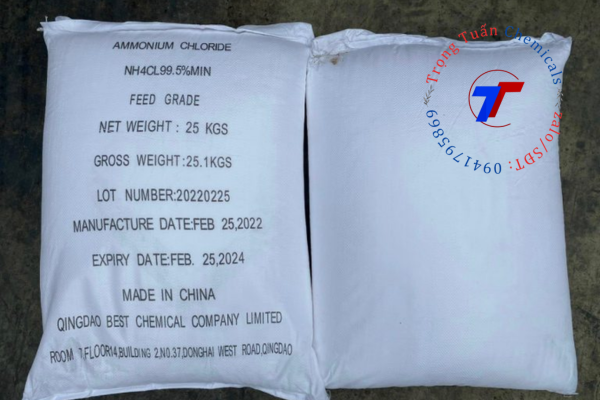 AMMONIUM CHLORIDE
NH4CL99.5%MIN
FEED GRADE
NET WEIGHT: 25 KGS
GROSS WEIGHT:25.1KGS
LOT NUMBER:20220225
MANUFACTURE DATE:FEB 25,2022
EXPIRY DATE:FEB. 25,2024
MADE IN CHINA
QINGDAO BEST CHEMICAL COMPANY LIMITED
ROOM 7,FLOOR14,BUILDING 2,NO.37,DONGHAI WEST ROAD,QINGDAO
Trọng Tuấn Chemicals
zalo/SĐT: 0941795869
TT